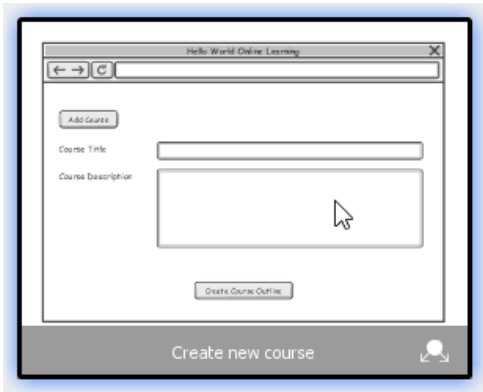 Hello World Online Learning
Add Course
Course Title
Course Description
Create Course Outline
Create new course